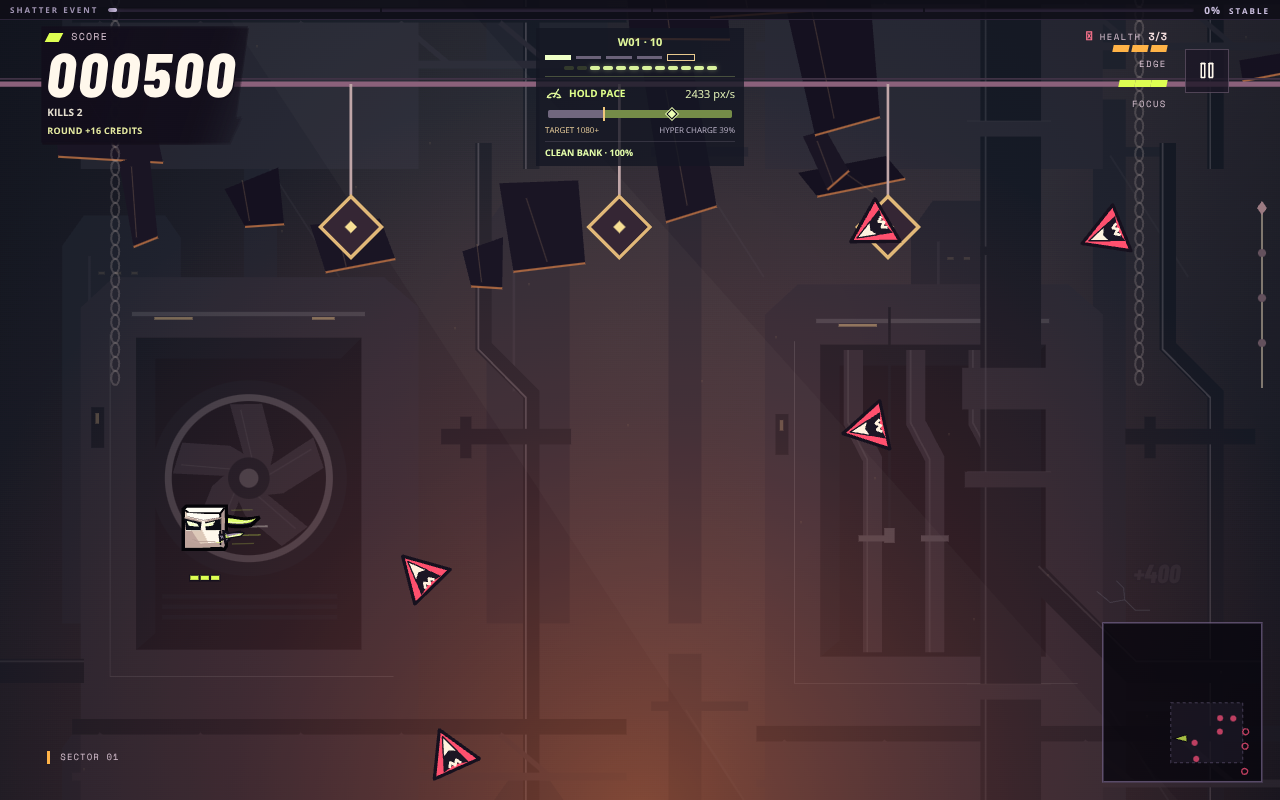 SHATTER EVENT
0% STABLE
SCORE
000500
KILLS 2
ROUND +16 CREDITS
W01 · 10
HOLD PACE 2433 px/s
TARGET 1080+ HYPER CHARGE 39%
CLEAN BANK · 100%
HEALTH 3/3
EDGE
FOCUS
+400
SECTOR 01